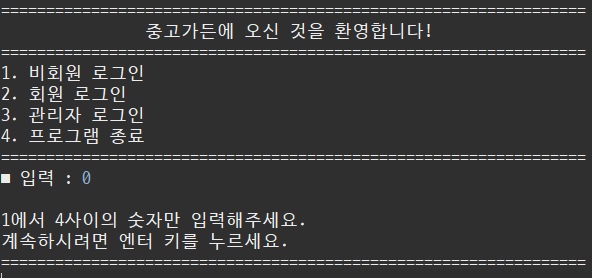 =================================================================
중고가든에 오신 것을 환영합니다!
=================================================================
1. 비회원 로그인
2. 회원 로그인
3. 관리자 로그인
4. 프로그램 종료
=================================================================
■ 입력 : 0
1에서 4사이의 숫자만 입력해주세요.
계속하시려면 엔터 키를 누르세요.
=================================================================